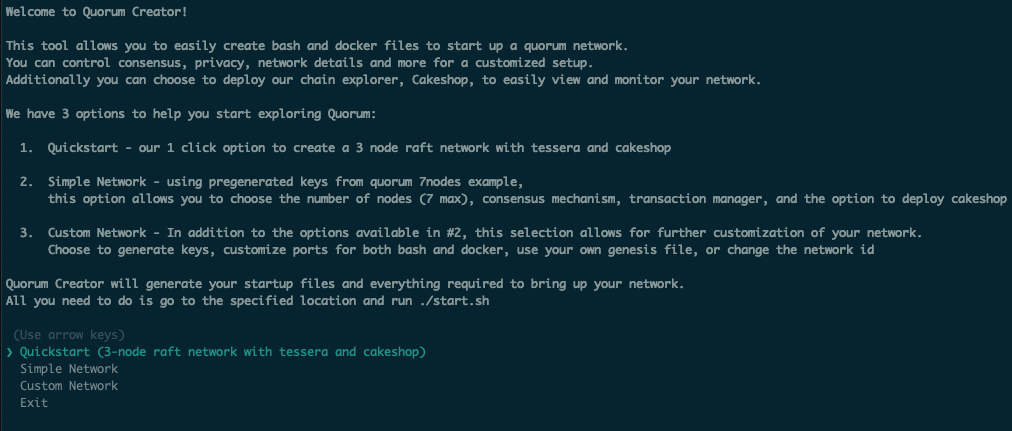 Welcome to Quorum Creator!
This tool allows you to easily create bash and docker files to start up a quorum network.
You can control consensus, privacy, network details and more for a customized setup.
Additionally you can choose to deploy our chain explorer, Cakeshop, to easily view and monitor your network.
We have 3 options to help you start exploring Quorum:
1. Quickstart - our 1 click option to create a 3 node raft network with tessera and cakeshop
2. Simple Network - using pregenerated keys from quorum 7nodes example,
this option allows you to choose the number of nodes (7 max), consensus mechanism, transaction manager, and the option to deploy cakeshop
3. Custom Network - In addition to the options available in #2, this selection allows for further customization of your network.
Choose to generate keys, customize ports for both bash and docker, use your own genesis file, or change the network id
Quorum Creator will generate your startup files and everything required to bring up your network.
All you need to do is go to the specified location and run ./start.sh
(Use arrow keys)
❯ Quickstart (3-node raft network with tessera and cakeshop)
Simple Network
Custom Network
Exit